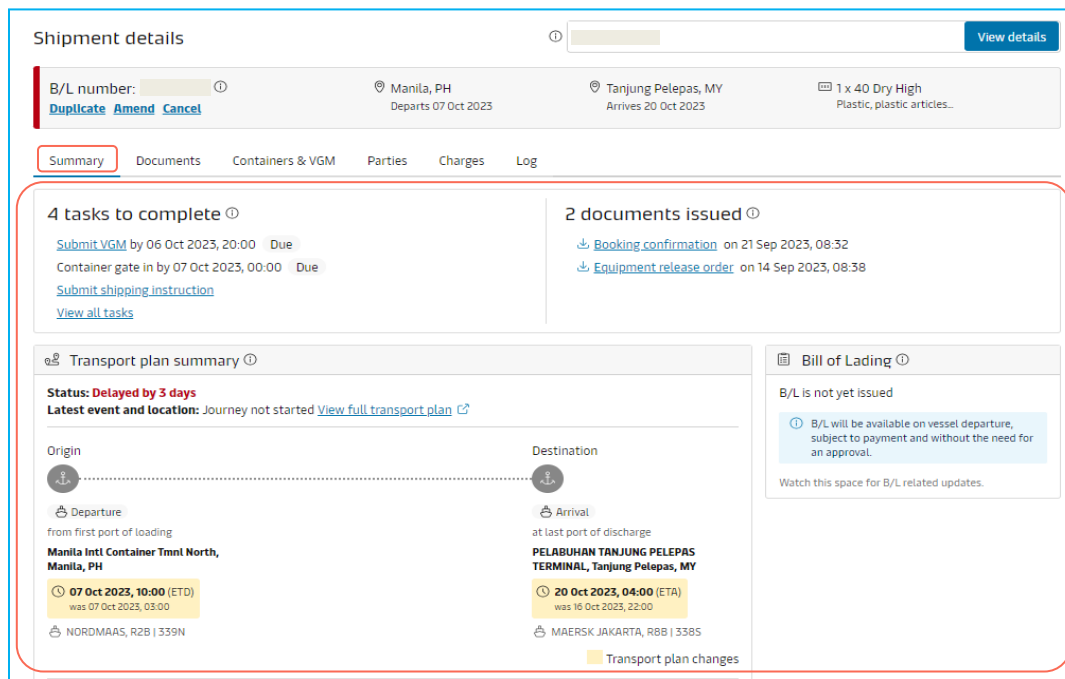 Shipment details
View details
B/L number:
Duplicate Amend Cancel
Manila, PH
Departs 07 Oct 2023
Tanjung Pelepas, MY
Arrives 20 Oct 2023
1 x 40 Dry High
Plastic, plastic articles...
Summary Documents Containers & VGM Parties Charges Log
4 tasks to complete
Submit VGM by 06 Oct 2023, 20:00 Due
Container gate in by 07 Oct 2023, 00:00 Due
Submit shipping instruction
View all tasks
2 documents issued
Booking confirmation on 21 Sep 2023, 08:32
Equipment release order on 14 Sep 2023, 08:38
Transport plan summary
Status: Delayed by 3 days
Latest event and location: Journey not started View full transport plan
Origin
Departure
from first port of loading
Manila Intl Container Tmnl North,
Manila, PH
07 Oct 2023, 10:00 (ETD)
was 07 Oct 2023, 03:00
NORDMAAS, R2B | 339N
Destination
Arrival
at last port of discharge
PELABUHAN TANJUNG PELEPAS
TERMINAL, Tanjung Pelepas, MY
20 Oct 2023, 04:00 (ETA)
was 16 Oct 2023, 22:00
MAERSK JAKARTA, R8B | 338S
Transport plan changes
Bill of Lading
B/L is not yet issued
B/L will be available on vessel departure,
subject to payment and without the need for
an approval.
Watch this space for B/L related updates.